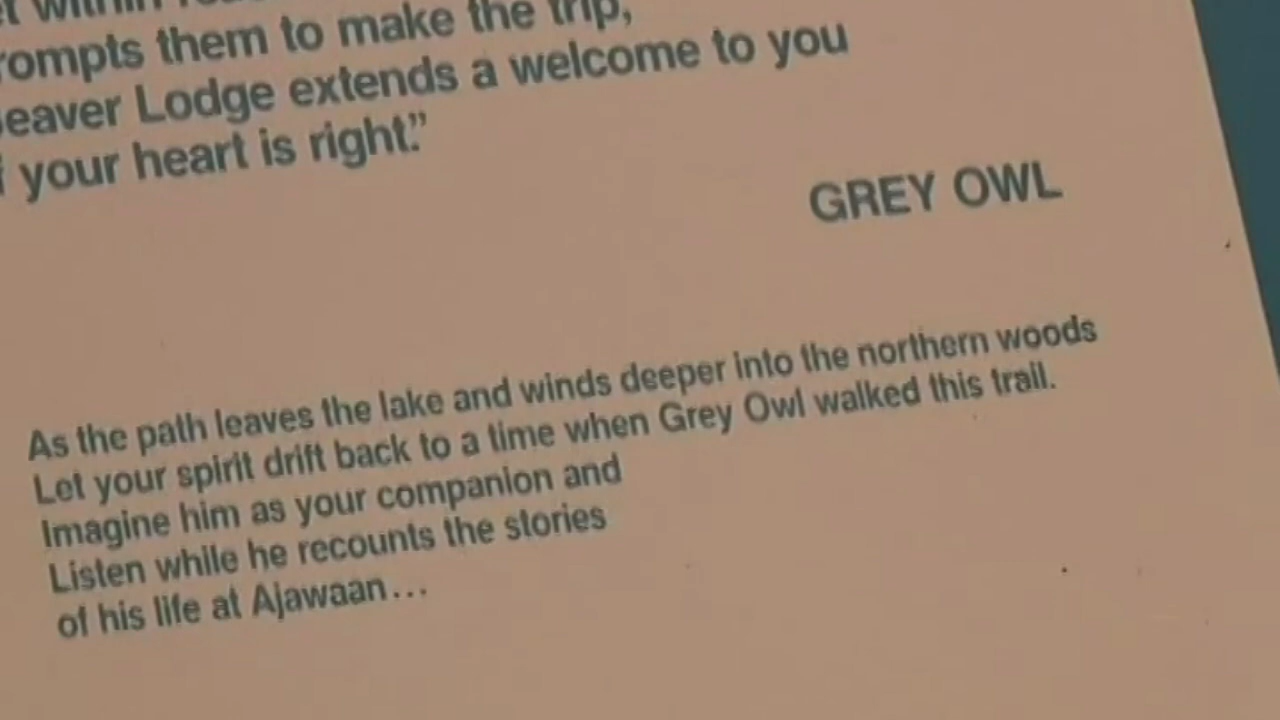 within
prompts them to make the trip,
Beaver Lodge extends a welcome to you
if your heart is right."
GREY OWL
As the path leaves the lake and winds deeper into the northern woods
Let your spirit drift back to a time when Grey Owl walked this trail.
Imagine him as your companion and
Listen while he recounts the stories
of his life at Ajawaan...